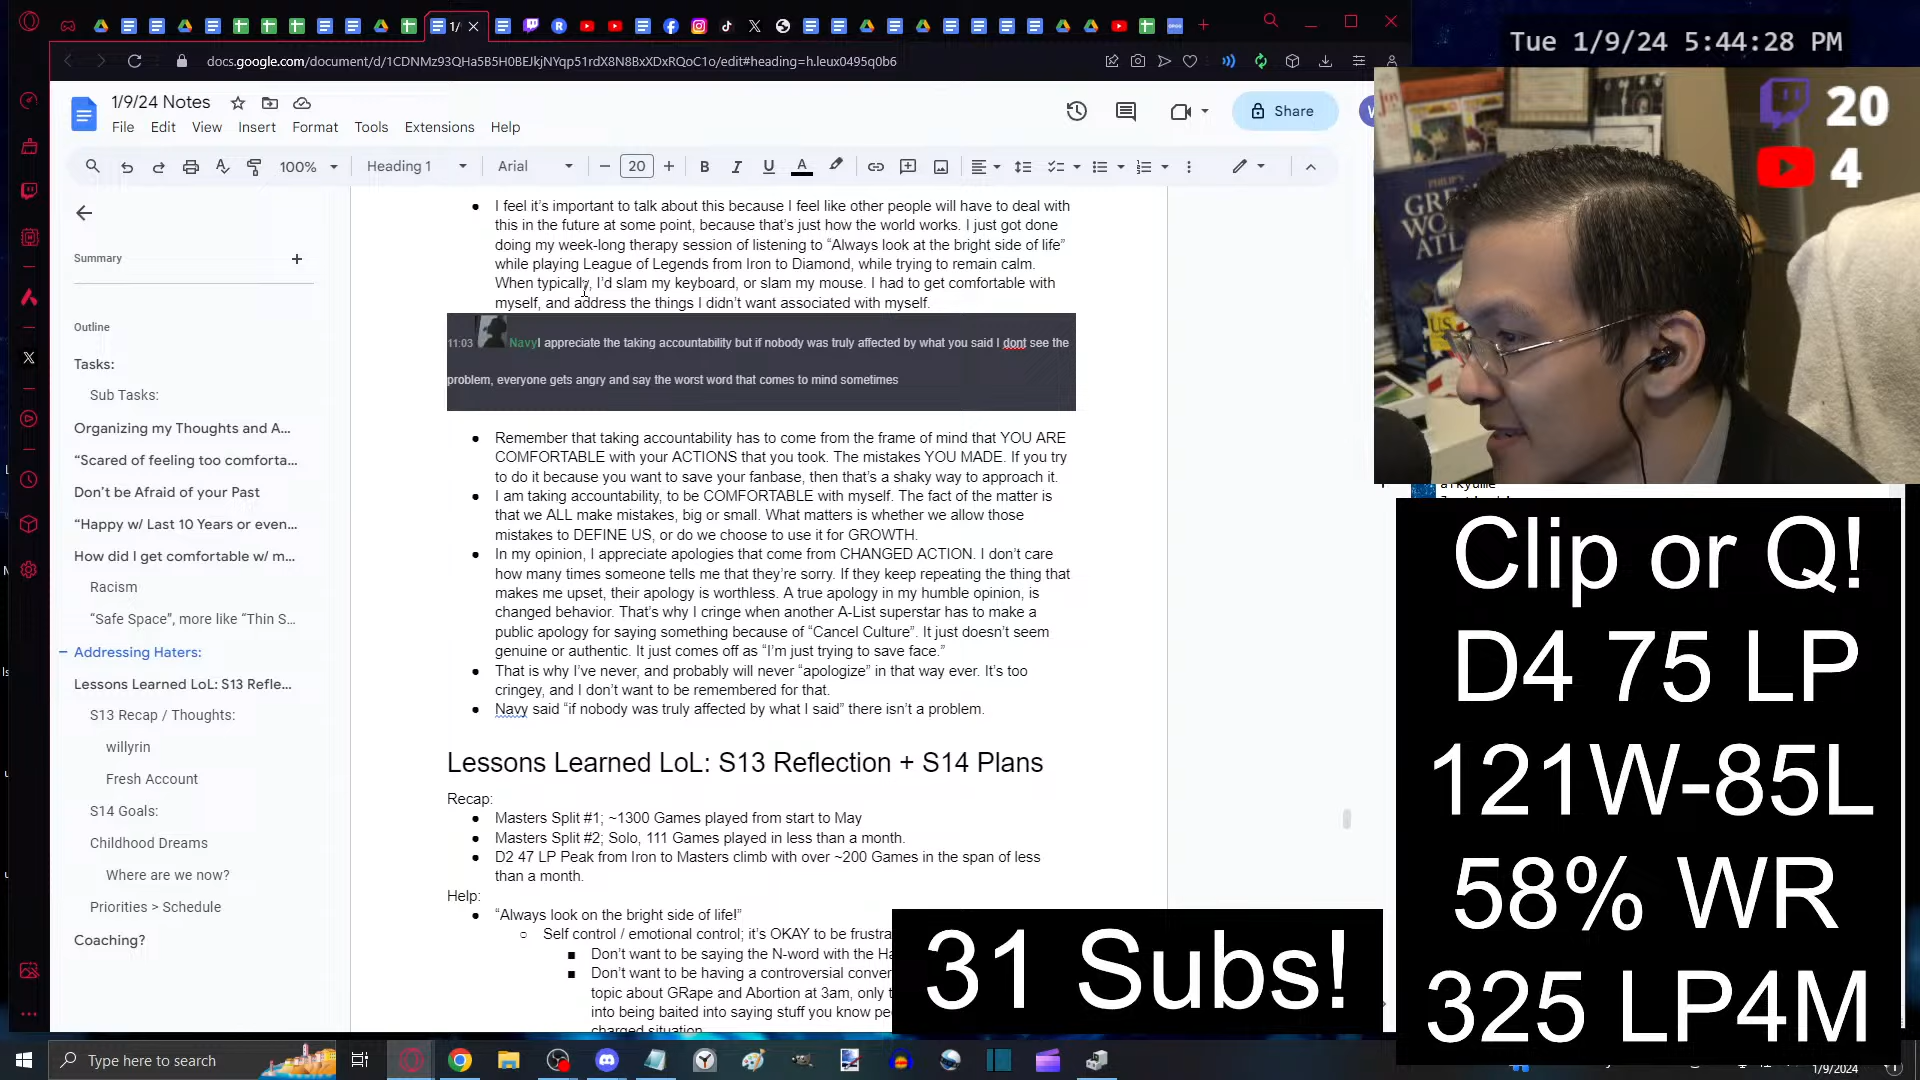 1/
Tue 1/9/24 5:44:28 PM
docs.google.com/document/d/1CDNMz93QHa5B5H0BEJkjNYqp51rdX8N8BxXDxRQoC1o/edit#heading=h.leux0495q0b6
20
4
1/9/24 Notes
File Edit View Insert Format Tools Extensions Help
Share
100% Heading 1 Arial 20
Summary
Outline
Tasks:
Sub Tasks:
Organizing my Thoughts and A...
“Scared of feeling too comforta...
Don’t be Afraid of your Past
“Happy w/ Last 10 Years or even...
How did I get comfortable w/ m...
Racism
“Safe Space”, more like “Thin S...
Addressing Haters:
Lessons Learned LoL: S13 Refle...
S13 Recap / Thoughts:
willyrin
Fresh Account
S14 Goals:
Childhood Dreams
Where are we now?
Priorities > Schedule
Coaching?
I feel it’s important to talk about this because I feel like other people will have to deal with
this in the future at some point, because that’s just how the world works. I just got done
doing my week-long therapy session of listening to “Always look at the bright side of life”
while playing League of Legends from Iron to Diamond, while trying to remain calm.
When typically, I’d slam my keyboard, or slam my mouse. I had to get comfortable with
myself, and address the things I didn’t want associated with myself.
11:03 NavyI appreciate the taking accountability but if nobody was truly affected by what you said I dont see the
problem, everyone gets angry and say the worst word that comes to mind sometimes
Remember that taking accountability has to come from the frame of mind that YOU ARE
COMFORTABLE with your ACTIONS that you took. The mistakes YOU MADE. If you try
to do it because you want to save your fanbase, then that’s a shaky way to approach it.
I am taking accountability, to be COMFORTABLE with myself. The fact of the matter is
that we ALL make mistakes, big or small. What matters is whether we allow those
mistakes to DEFINE US, or do we choose to use it for GROWTH.
In my opinion, I appreciate apologies that come from CHANGED ACTION. I don’t care
how many times someone tells me that they’re sorry. If they keep repeating the thing that
makes me upset, their apology is worthless. A true apology in my humble opinion, is
changed behavior. That’s why I cringe when another A-List superstar has to make a
public apology for saying something because of “Cancel Culture”. It just doesn’t seem
genuine or authentic. It just comes off as “I’m just trying to save face.”
That is why I’ve never, and probably will never “apologize” in that way ever. It’s too
cringey, and I don’t want to be remembered for that.
Navy said “if nobody was truly affected by what I said” there isn’t a problem.
Lessons Learned LoL: S13 Reflection + S14 Plans
Recap:
Masters Split #1; ~1300 Games played from start to May
Masters Split #2; Solo, 111 Games played in less than a month.
D2 47 LP Peak from Iron to Masters climb with over ~200 Games in the span of less
than a month.
Help:
“Always look on the bright side of life!”
Self control / emotional control; it’s OKAY to be frustra
Don’t want to be saying the N-word with the Ha
Don’t want to be having a controversial conver
topic about GRape and Abortion at 3am, only t
into being baited into saying stuff you know pe
charged situation
31 Subs!
Clip or Q!
D4 75 LP
121W-85L
58% WR
325 LP4M
Type here to search
1/9/2024